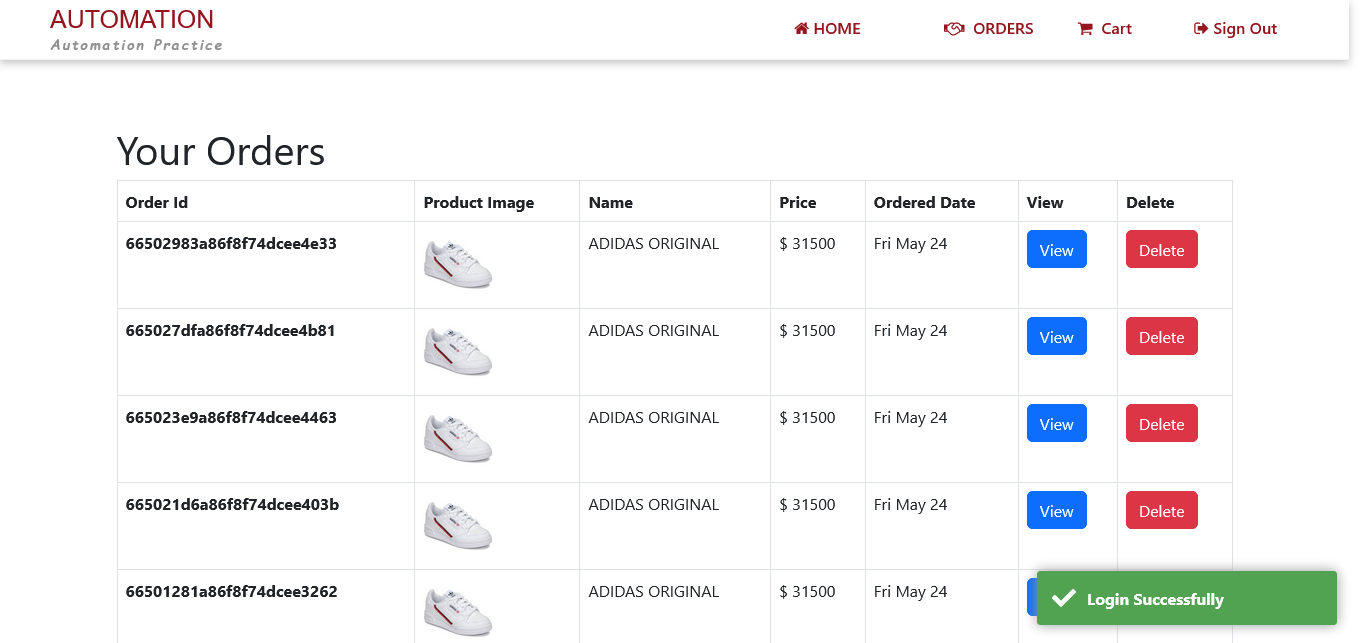 AUTOMATION
Automation Practice
HOME ORDERS Cart Sign Out
Your Orders
Order Id Product Image Name Price Ordered Date View Delete
66502983a86f8f74dcee4e33 ADIDAS ORIGINAL $ 31500 Fri May 24 View Delete
665027dfa86f8f74dcee4b81 ADIDAS ORIGINAL $ 31500 Fri May 24 View Delete
665023e9a86f8f74dcee4463 ADIDAS ORIGINAL $ 31500 Fri May 24 View Delete
665021d6a86f8f74dcee403b ADIDAS ORIGINAL $ 31500 Fri May 24 View Delete
66501281a86f8f74dcee3262 ADIDAS ORIGINAL $ 31500 Fri May 24
Login Successfully